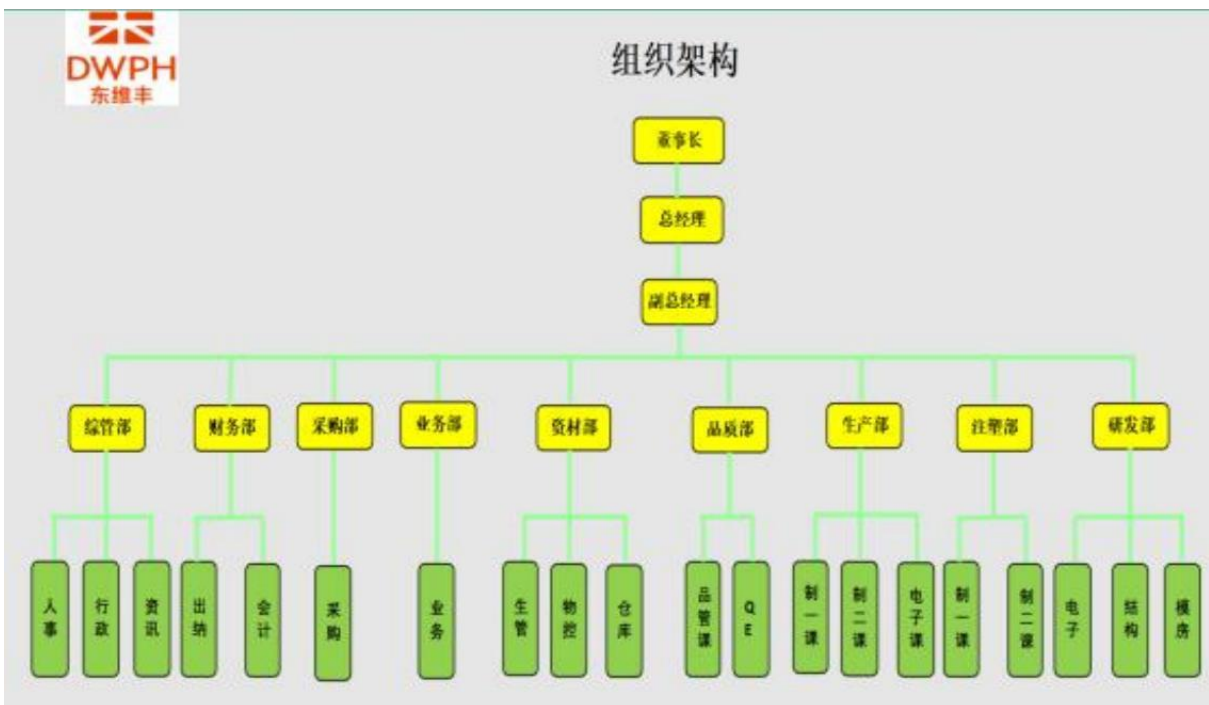 DWPH
东维丰
组织架构
董事长
总经理
副总经理
综管部
财务部
采购部
业务部
资材部
品质部
生产部
注塑部
研发部
人事
行政
资讯
出纳
会计
采购
业务
生管
物控
仓库
品管课
QE
制一课
制二课
电子课
制一课
制二课
电子
结构
模房